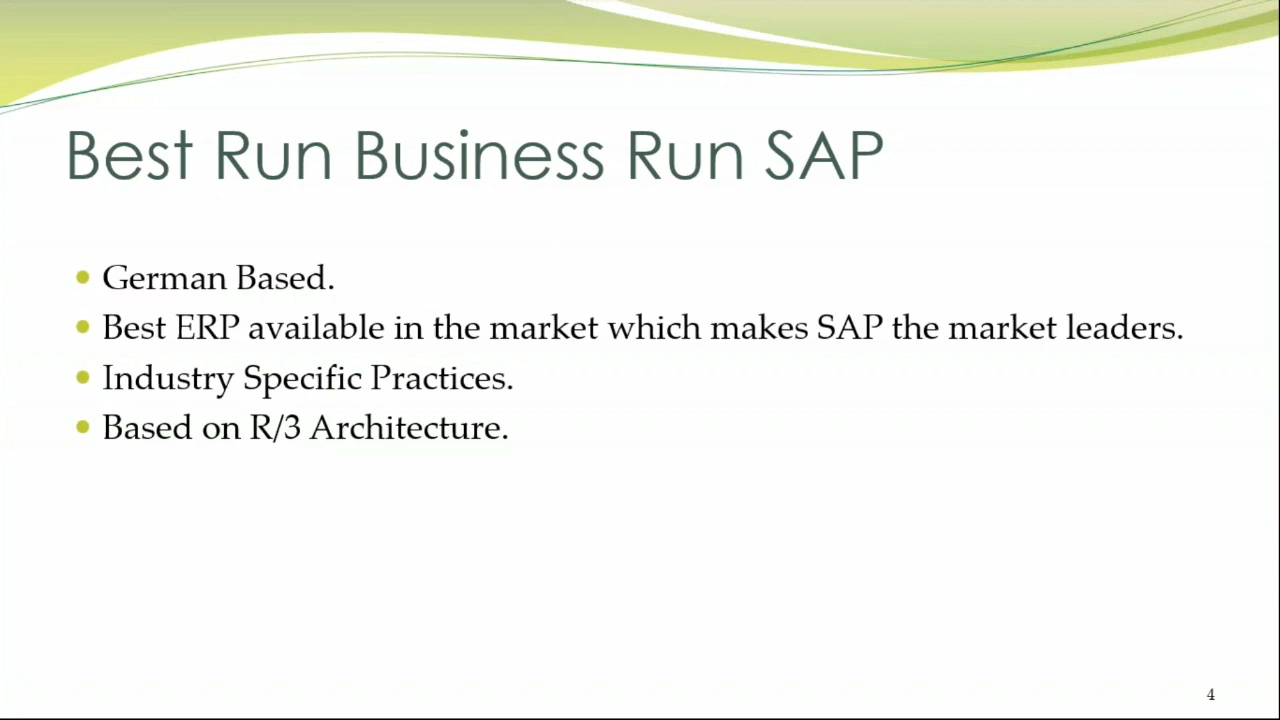 Best Run Business Run SAP
German Based.
Best ERP available in the market which makes SAP the market leaders.
Industry Specific Practices.
Based on R/3 Architecture.
4